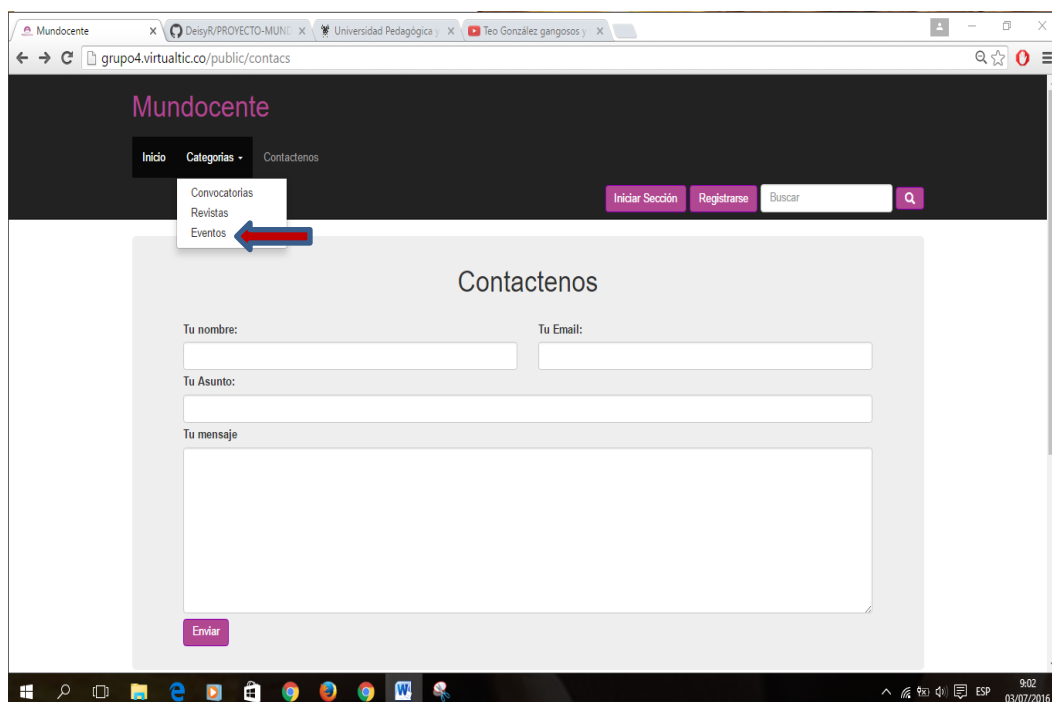 Mundocente
DeisyR/PROYECTO-MUN
Universidad Pedagógica y
Teo González gangosos y
grupo4.virtualtic.co/public/contacs
Mundocente
Inicio Categorias Contactenos
Convocatorias
Revistas
Eventos
Iniciar Sección Registrarse Buscar
Contactenos
Tu nombre: Tu Email:
Tu Asunto:
Tu mensaje
Enviar
ESP
9:02
03/07/2016